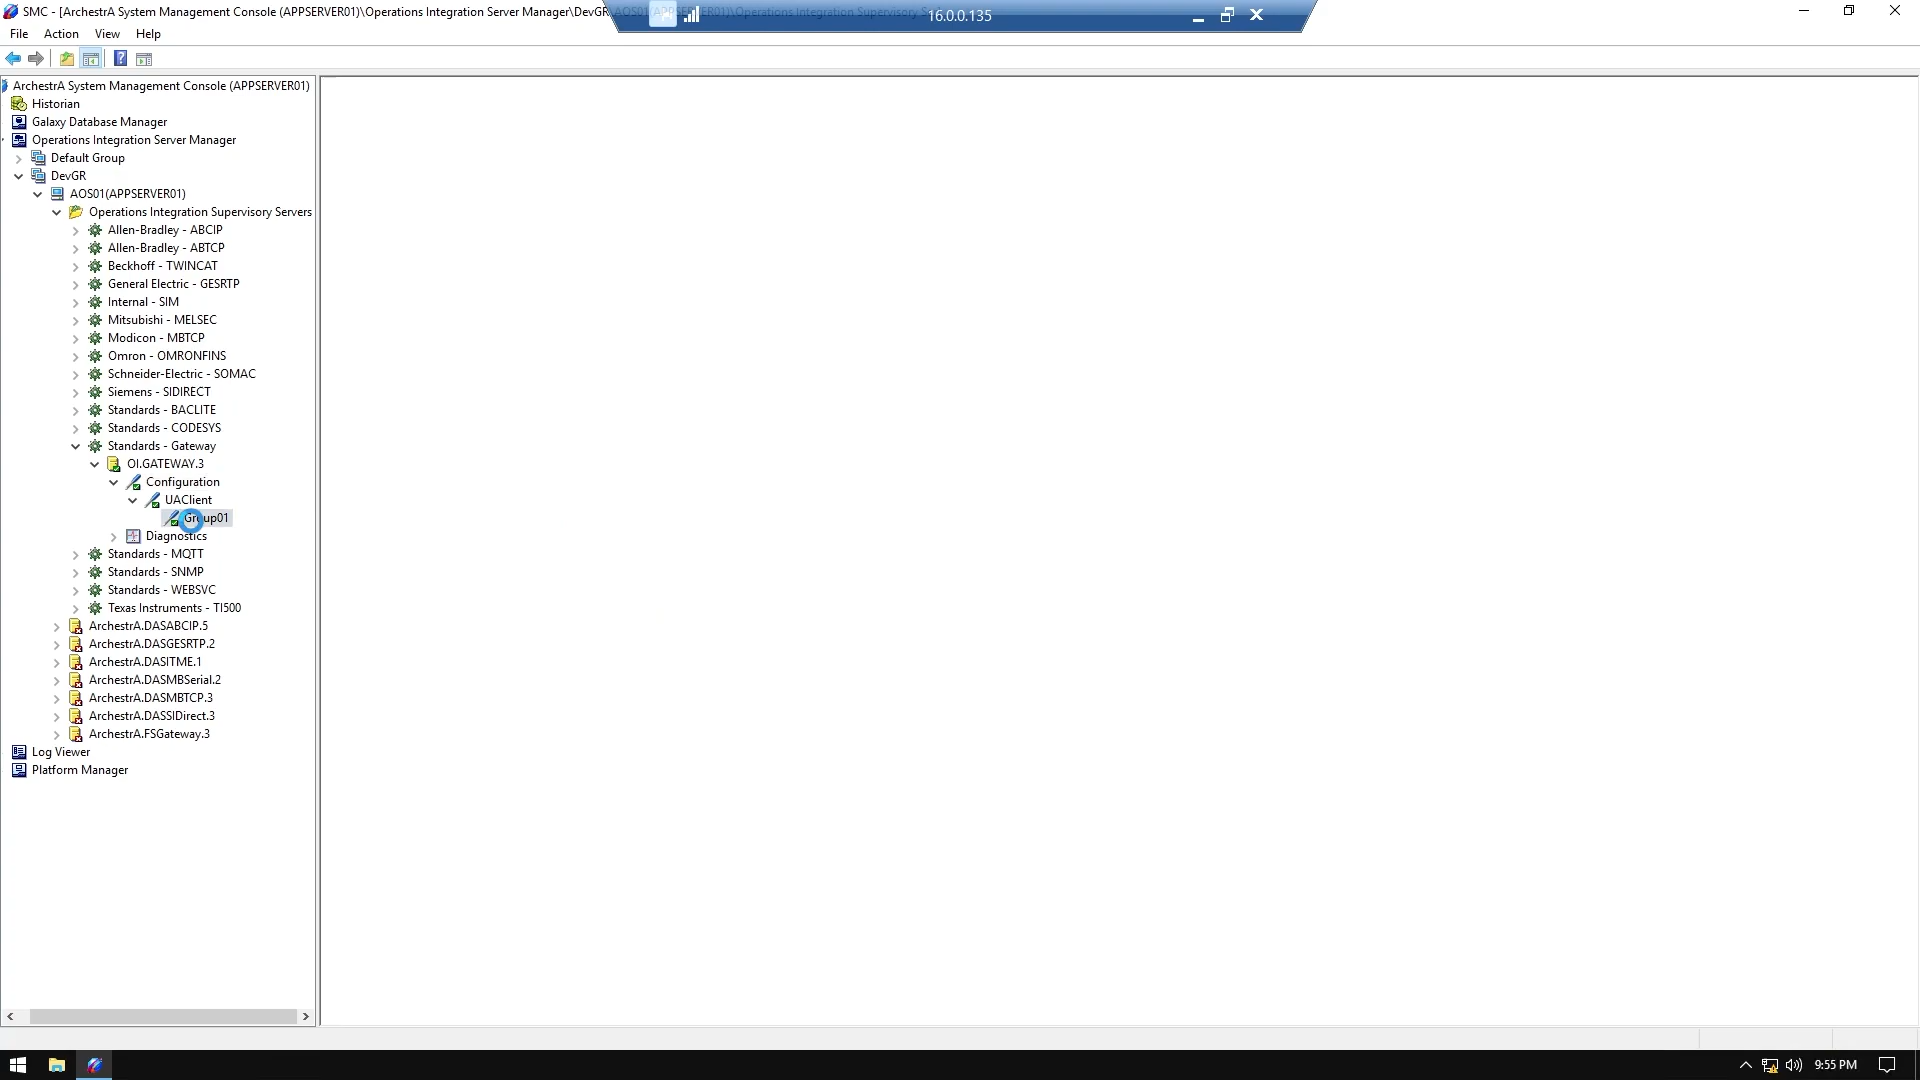 SMC - [ArchestrA System Management Console (APPSERVER01)\Operations Integration Server Manager\DevGR\AOS01(APPSERVER01)\Operations Integration Supervisory S
16.0.0.135
File Action View Help
ArchestrA System Management Console (APPSERVER01)
Historian
Galaxy Database Manager
Operations Integration Server Manager
Default Group
DevGR
AOS01(APPSERVER01)
Operations Integration Supervisory Servers
Allen-Bradley - ABCIP
Allen-Bradley - ABTCP
Beckhoff - TWINCAT
General Electric - GESRTP
Internal - SIM
Mitsubishi - MELSEC
Modicon - MBTCP
Omron - OMRONFINS
Schneider-Electric - SOMAC
Siemens - SIDIRECT
Standards - BACLITE
Standards - CODESYS
Standards - Gateway
OI.GATEWAY.3
Configuration
UAClient
Group01
Diagnostics
Standards - MQTT
Standards - SNMP
Standards - WEBSVC
Texas Instruments - TI500
ArchestrA.DASABCIP.5
ArchestrA.DASGESRTP.2
ArchestrA.DASITME.1
ArchestrA.DASMBSerial.2
ArchestrA.DASMBTCP.3
ArchestrA.DASSIDirect.3
ArchestrA.FSGateway.3
Log Viewer
Platform Manager
9:55 PM